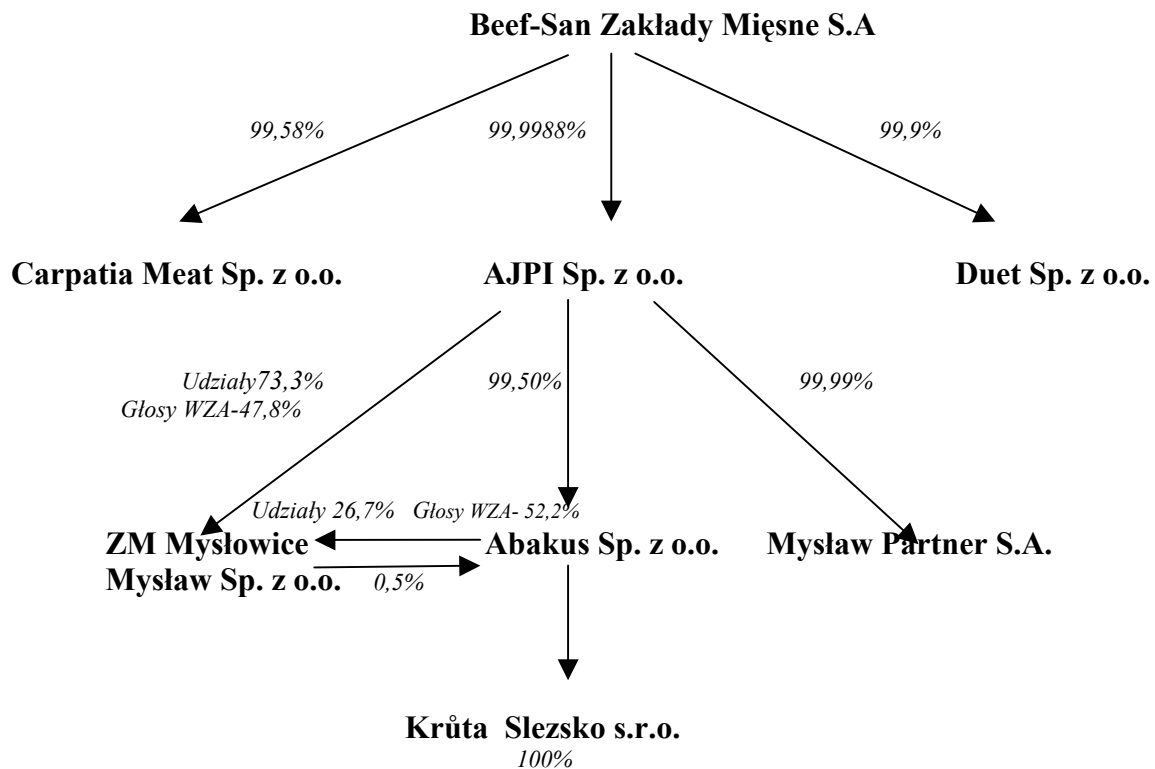 Beef-San Zakłady Mięsne S.A
99,58%
99,9988%
99,9%
Carpatia Meat Sp. z o.o.
AJPI Sp. z o.o.
Duet Sp. z o.o.
Udziały73,3%
Głosy WZA-47,8%
99,50%
99,99%
Udziały 26,7%
Głosy WZA- 52,2%
ZM Mysłowice
Mysław Sp. z o.o.
0,5%
Abakus Sp. z o.o.
Mysław Partner S.A.
Krůta Slezsko s.r.o.
100%